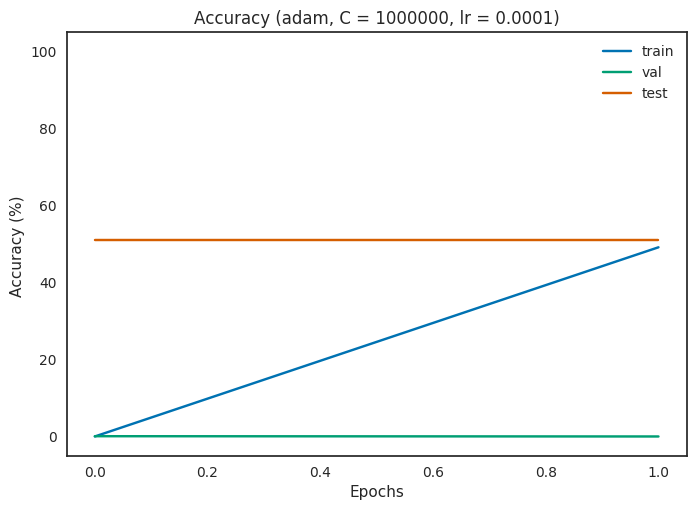 Accuracy (adam, C = 1000000, lr = 0.0001)
train
val
test
100
80
60
40
20
0
Accuracy (%)
0.0 0.2 0.4 0.6 0.8 1.0
Epochs